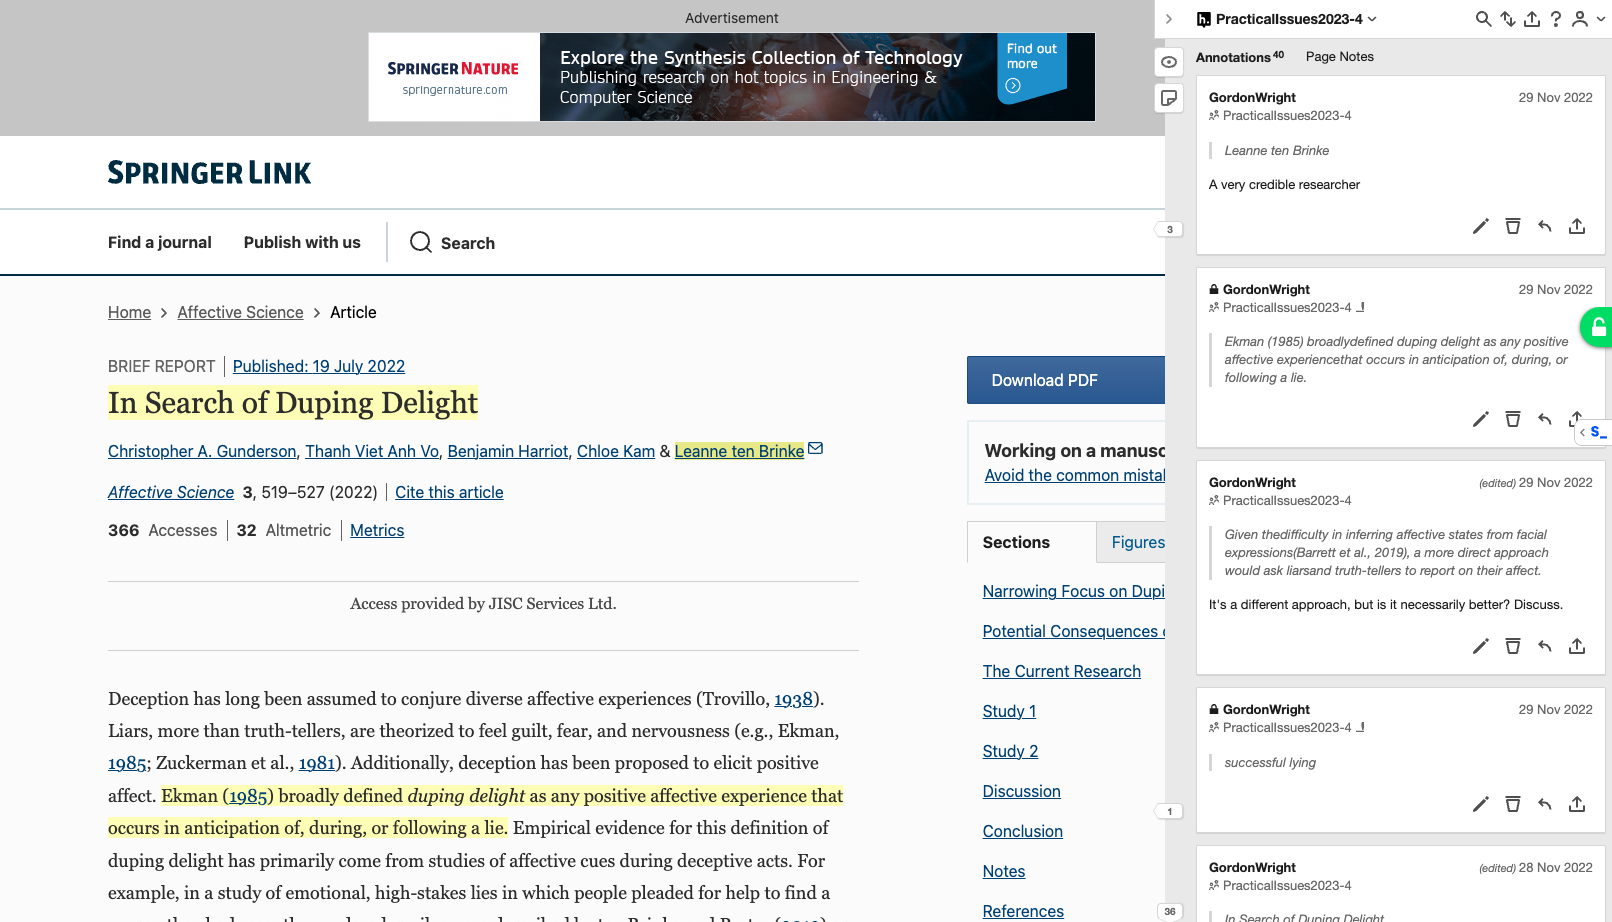 Advertisement
SPRINGER NATURE
springernature.com
Explore the Synthesis Collection of Technology
Publishing research on hot topics in Engineering &
Computer Science
Find out
more
SPRINGER LINK
Find a journal
Publish with us
Search
Home
Affective Science
Article
BRIEF REPORT
Published: 19 July 2022
In Search of Duping Delight
Christopher A. Gunderson, Thanh Viet Anh Vo, Benjamin Harriot, Chloe Kam & Leanne ten Brinke
Affective Science 3, 519–527 (2022)
Cite this article
366 Accesses
32 Altmetric
Metrics
Access provided by JISC Services Ltd.
Deception has long been assumed to conjure diverse affective experiences (Trovillo, 1938).
Liars, more than truth-tellers, are theorized to feel guilt, fear, and nervousness (e.g., Ekman,
1985; Zuckerman et al., 1981). Additionally, deception has been proposed to elicit positive
affect. Ekman (1985) broadly defined duping delight as any positive affective experience that
occurs in anticipation of, during, or following a lie. Empirical evidence for this definition of
duping delight has primarily come from studies of affective cues during deceptive acts. For
example, in a study of emotional, high-stakes lies in which people pleaded for help to find a
Download PDF
Working on a manusc
Avoid the common mistal
Sections
Figures
Narrowing Focus on Dupi
Potential Consequences
The Current Research
Study 1
Study 2
Discussion
Conclusion
Notes
References
3
1
36
h.
PracticalIssues2023-4
?
Annotations 40
Page Notes
GordonWright
29 Nov 2022
PracticalIssues2023-4
Leanne ten Brinke
A very credible researcher
GordonWright
29 Nov 2022
PracticalIssues2023-4
Ekman (1985) broadlydefined duping delight as any positive
affective experiencethat occurs in anticipation of, during, or
following a lie.
S_
GordonWright
(edited) 29 Nov 2022
PracticalIssues2023-4
Given thedifficulty in inferring affective states from facial
expressions(Barrett et al., 2019), a more direct approach
would ask liarsand truth-tellers to report on their affect.
It's a different approach, but is it necessarily better? Discuss.
GordonWright
29 Nov 2022
PracticalIssues2023-4
successful lying
GordonWright
(edited) 28 Nov 2022
PracticalIssues2023-4
In Search of Duping Delight